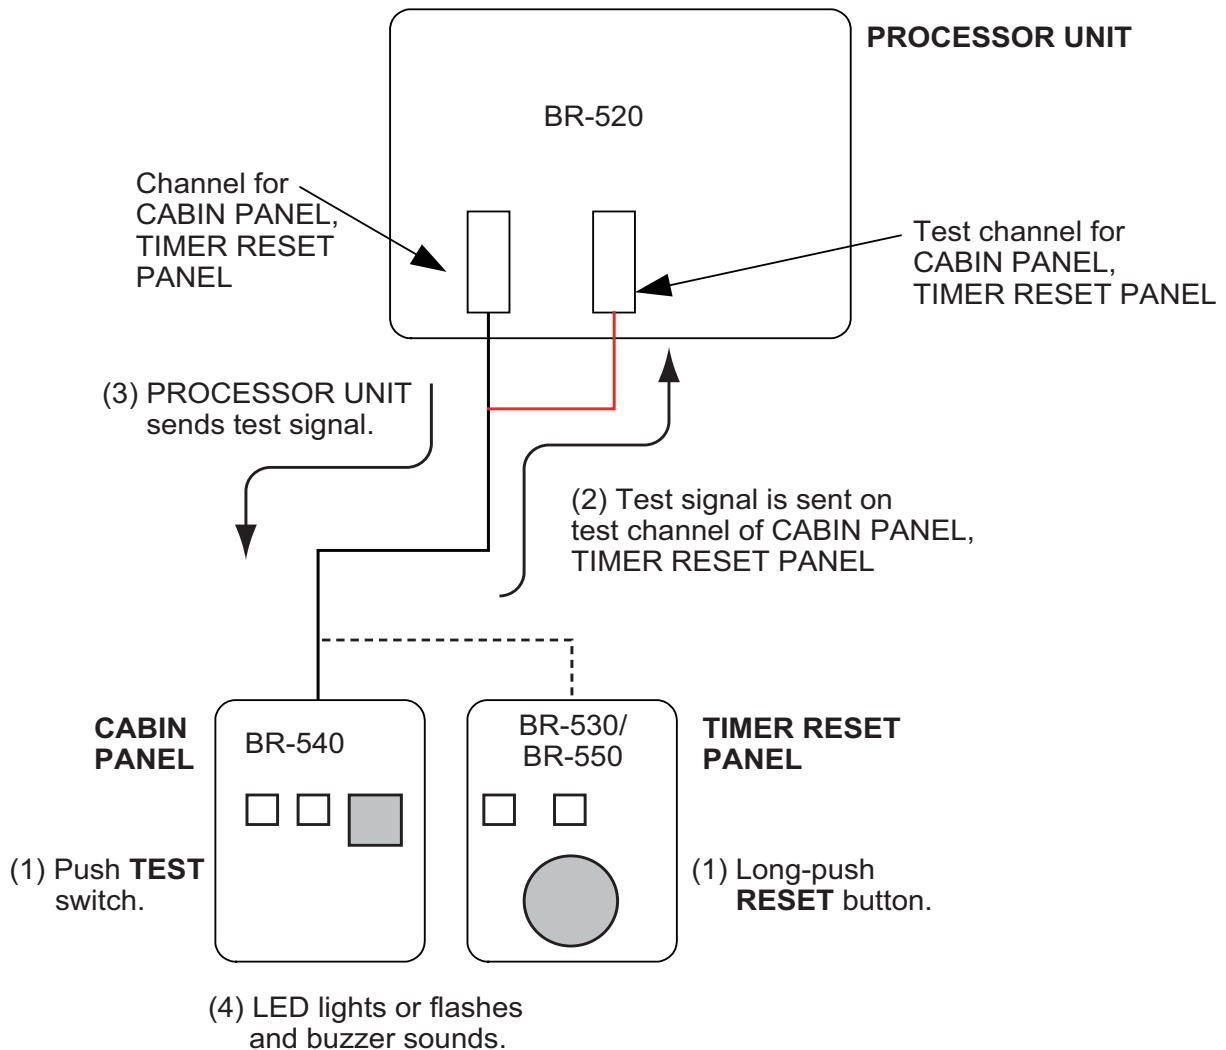 PROCESSOR UNIT
BR-520
Channel for
CABIN PANEL,
TIMER RESET
PANEL
Test channel for
CABIN PANEL,
TIMER RESET PANEL
(3) PROCESSOR UNIT
sends test signal.
(2) Test signal is sent on
test channel of CABIN PANEL,
TIMER RESET PANEL
CABIN
PANEL
BR-540
BR-530/
BR-550
TIMER RESET
PANEL
(1) Push TEST
switch.
(1) Long-push
RESET button.
(4) LED lights or flashes
and buzzer sounds.